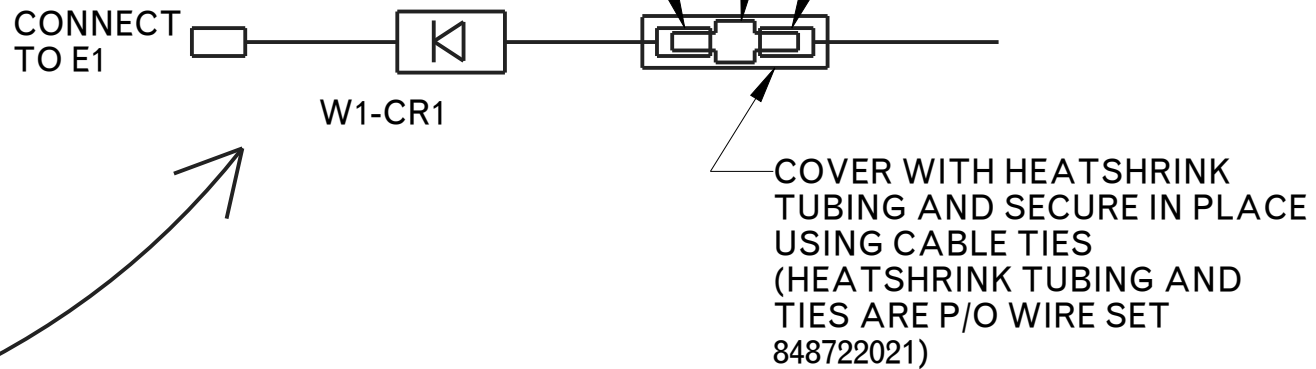 CONNECT
TO E1
W1-CR1
COVER WITH HEATSHRINK
TUBING AND SECURE IN PLACE
USING CABLE TIES
(HEATSHRINK TUBING AND
TIES ARE P/O WIRE SET
848722021)